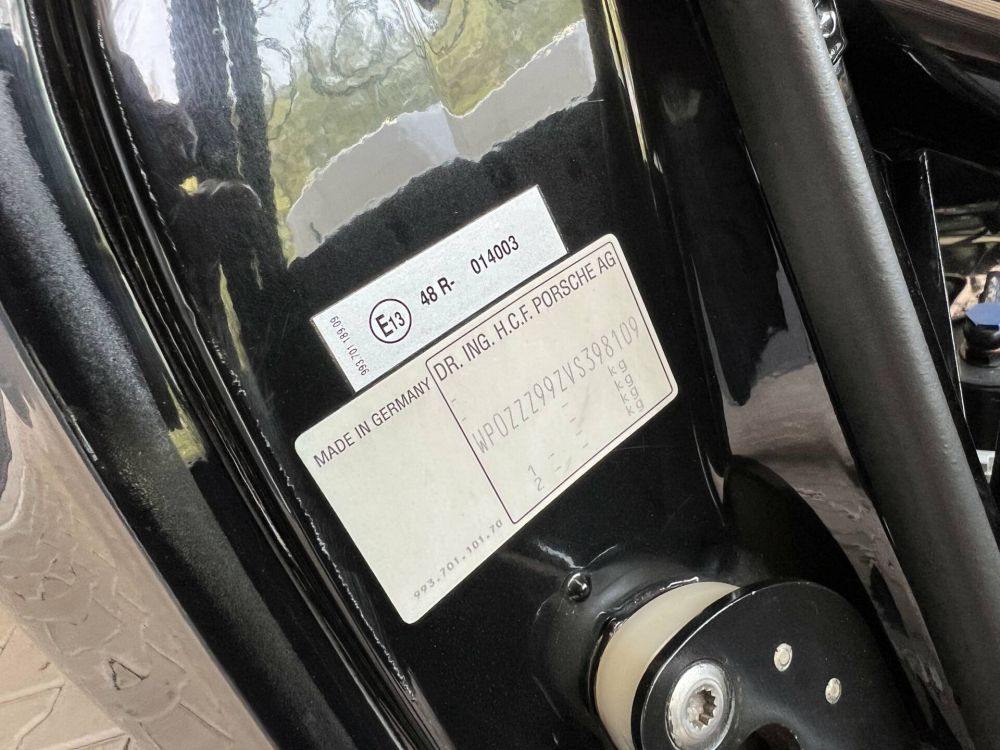 E13 48 R- 014003
993.701.189.09
MADE IN GERMANY
DR. ING. H.C.F. PORSCHE AG
-
- - kg
WP0ZZZ99ZVS398109
- kg
1 - - kg
2 - - kg
993.701.101.70